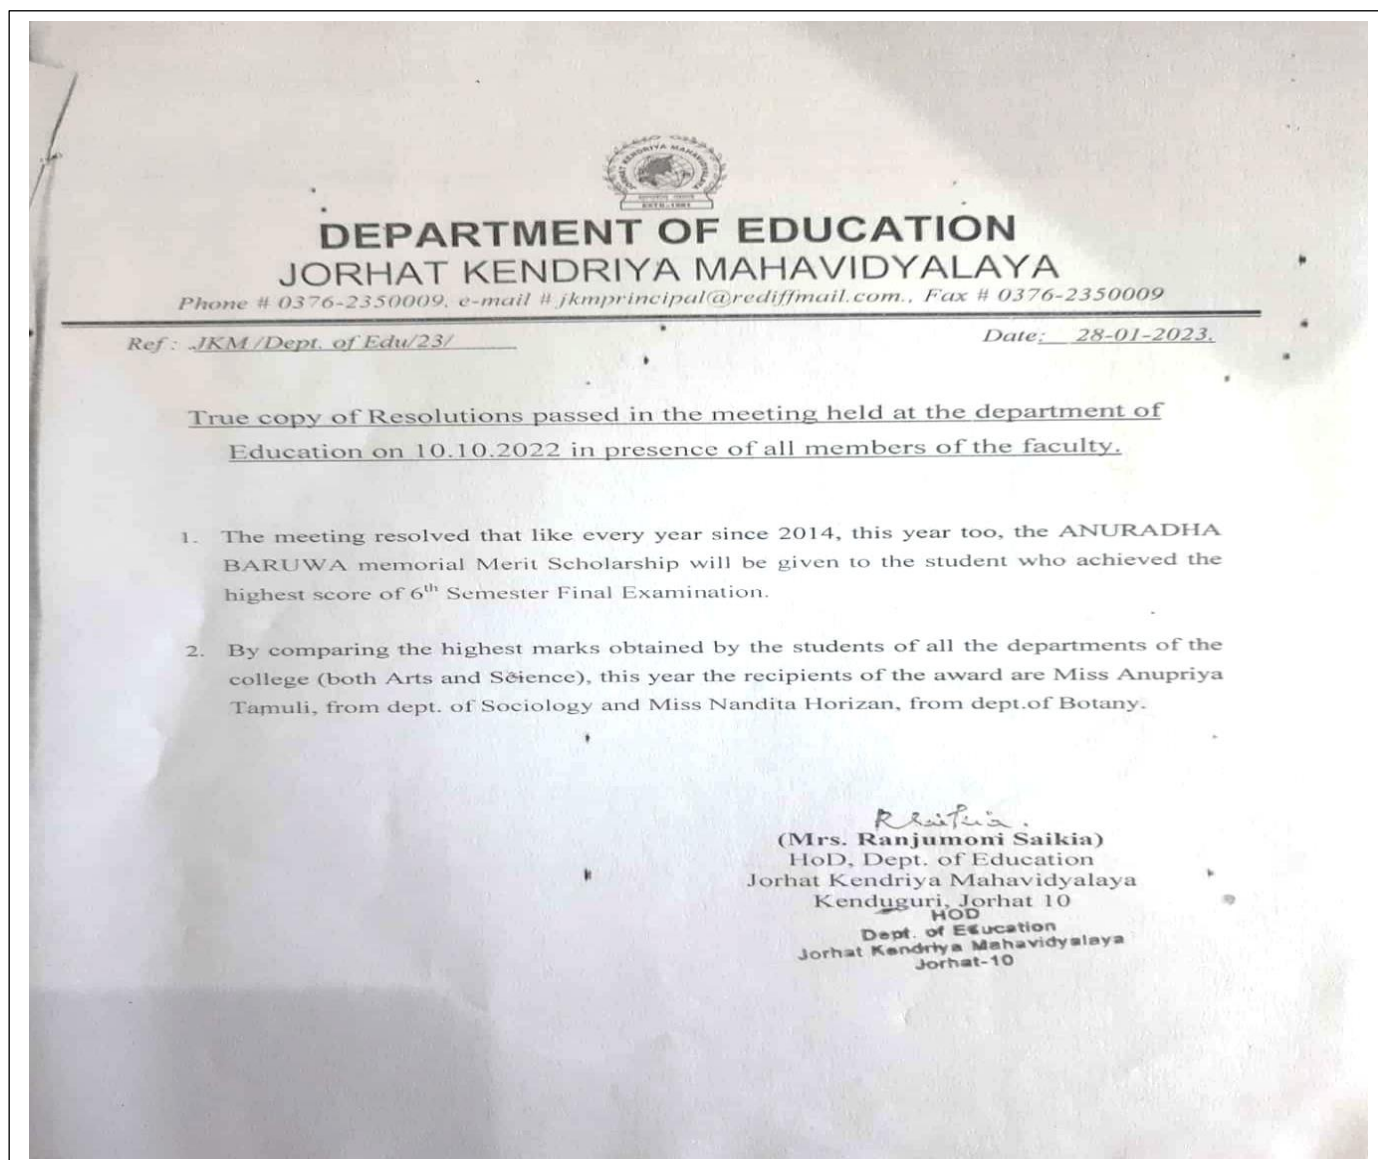 JORHAT KENDRIYA MAHAVIDYALAYA
ESTD.-1981
DEPARTMENT OF EDUCATION
JORHAT KENDRIYA MAHAVIDYALAYA
Phone # 0376-2350009, e-mail # jkmprincipal@rediffmail.com., Fax # 0376-2350009
Ref : JKM/Dept. of Edu/23/ Date: 28-01-2023.
True copy of Resolutions passed in the meeting held at the department of
Education on 10.10.2022 in presence of all members of the faculty.
1. The meeting resolved that like every year since 2014, this year too, the ANURADHA
BARUWA memorial Merit Scholarship will be given to the student who achieved the
highest score of 6th Semester Final Examination.
2. By comparing the highest marks obtained by the students of all the departments of the
college (both Arts and Science), this year the recipients of the award are Miss Anupriya
Tamuli, from dept. of Sociology and Miss Nandita Horizan, from dept.of Botany.
RSaikia.
(Mrs. Ranjumoni Saikia)
HoD, Dept. of Education
Jorhat Kendriya Mahavidyalaya
Kenduguri, Jorhat 10
HOD
Dept. of Education
Jorhat Kendriya Mahavidyalaya
Jorhat-10